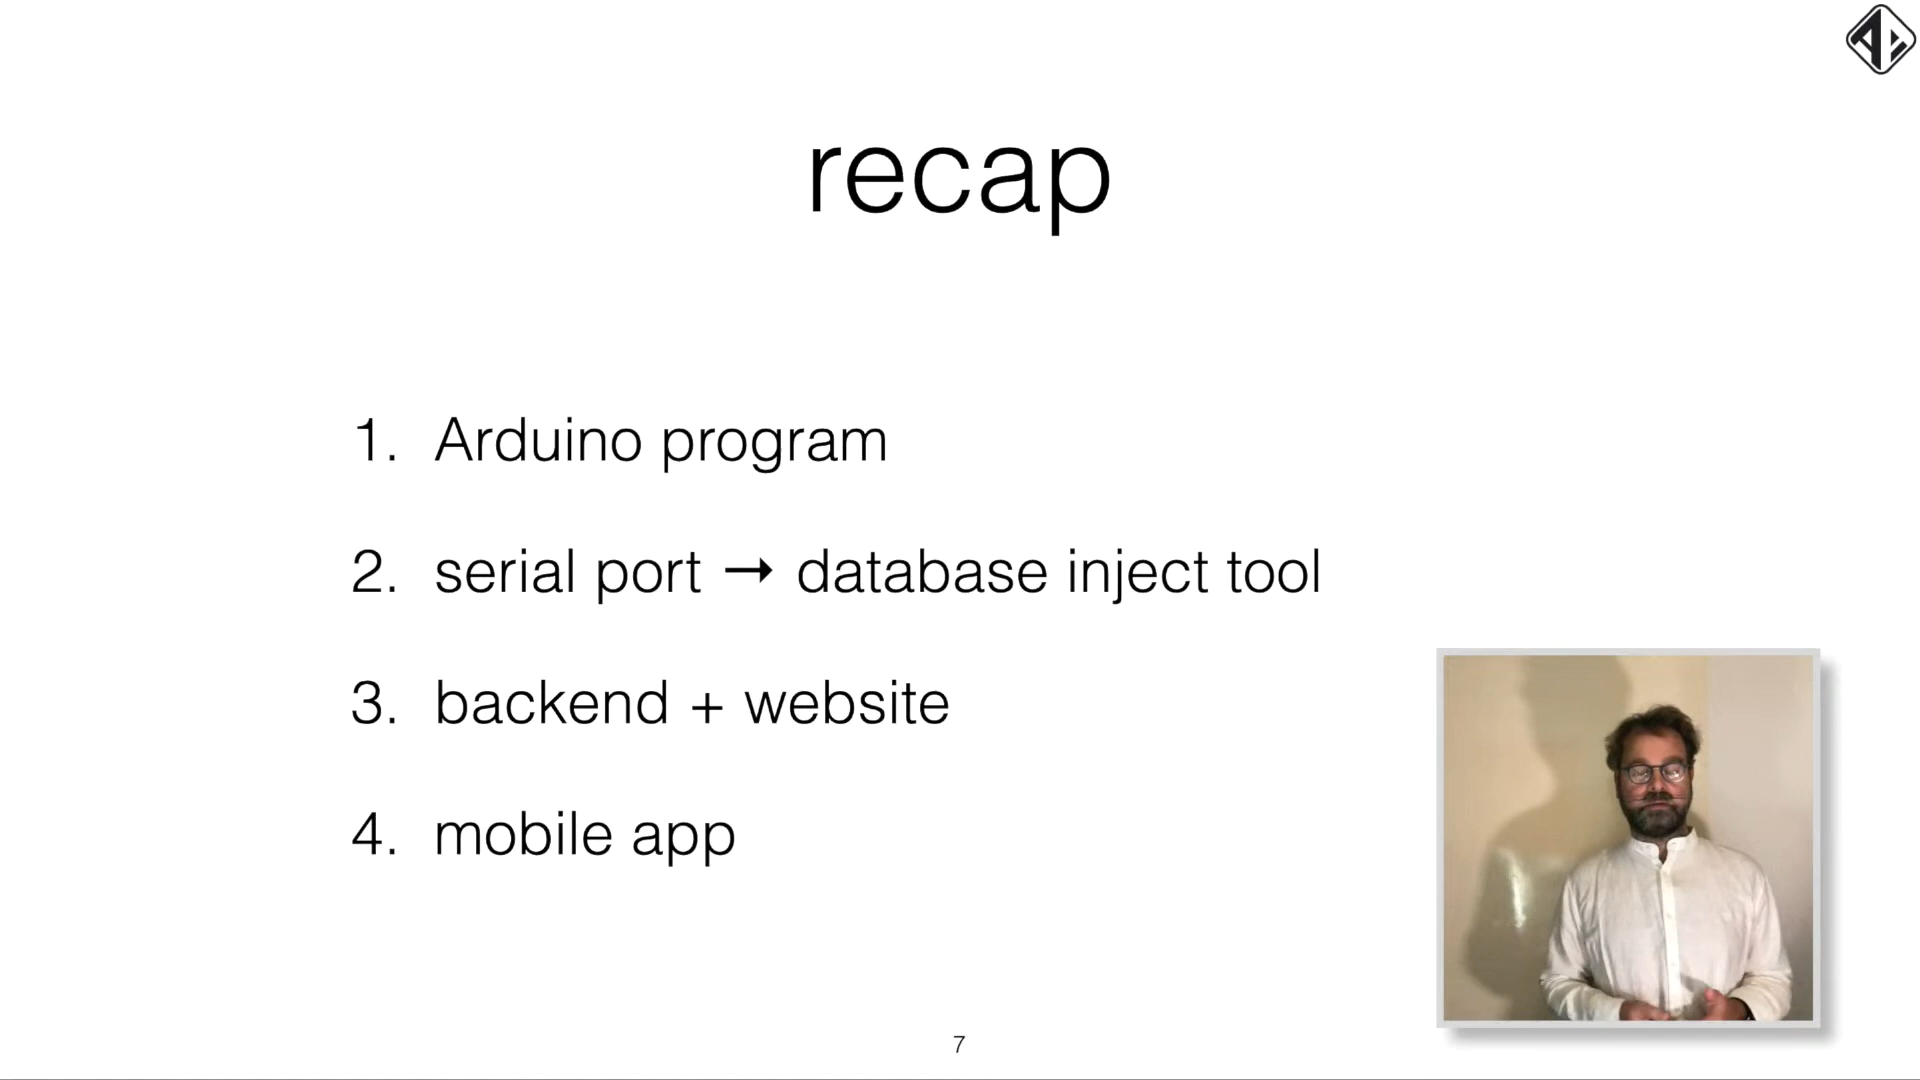 recap
1. Arduino program
2. serial port → database inject tool
3. backend + website
4. mobile app
7